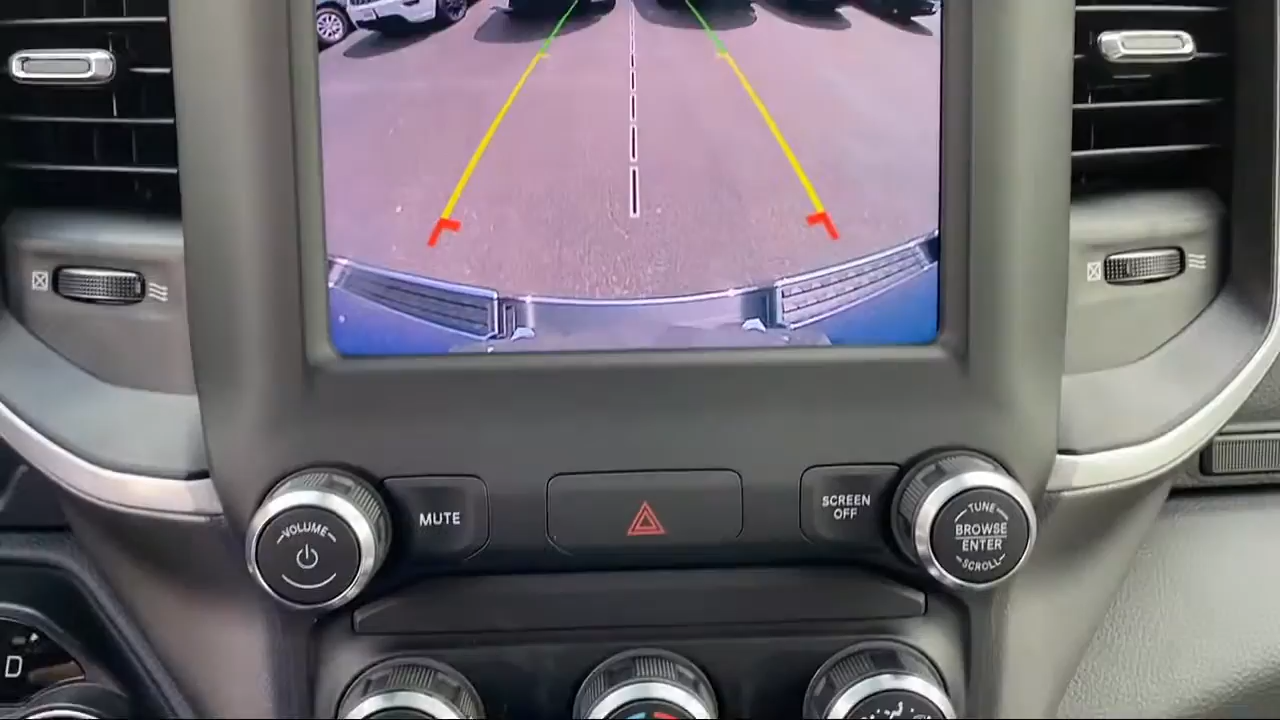 MUTE
SCREEN
OFF
VOLUME
TUNE
BROWSE
ENTER
SCROLL
D